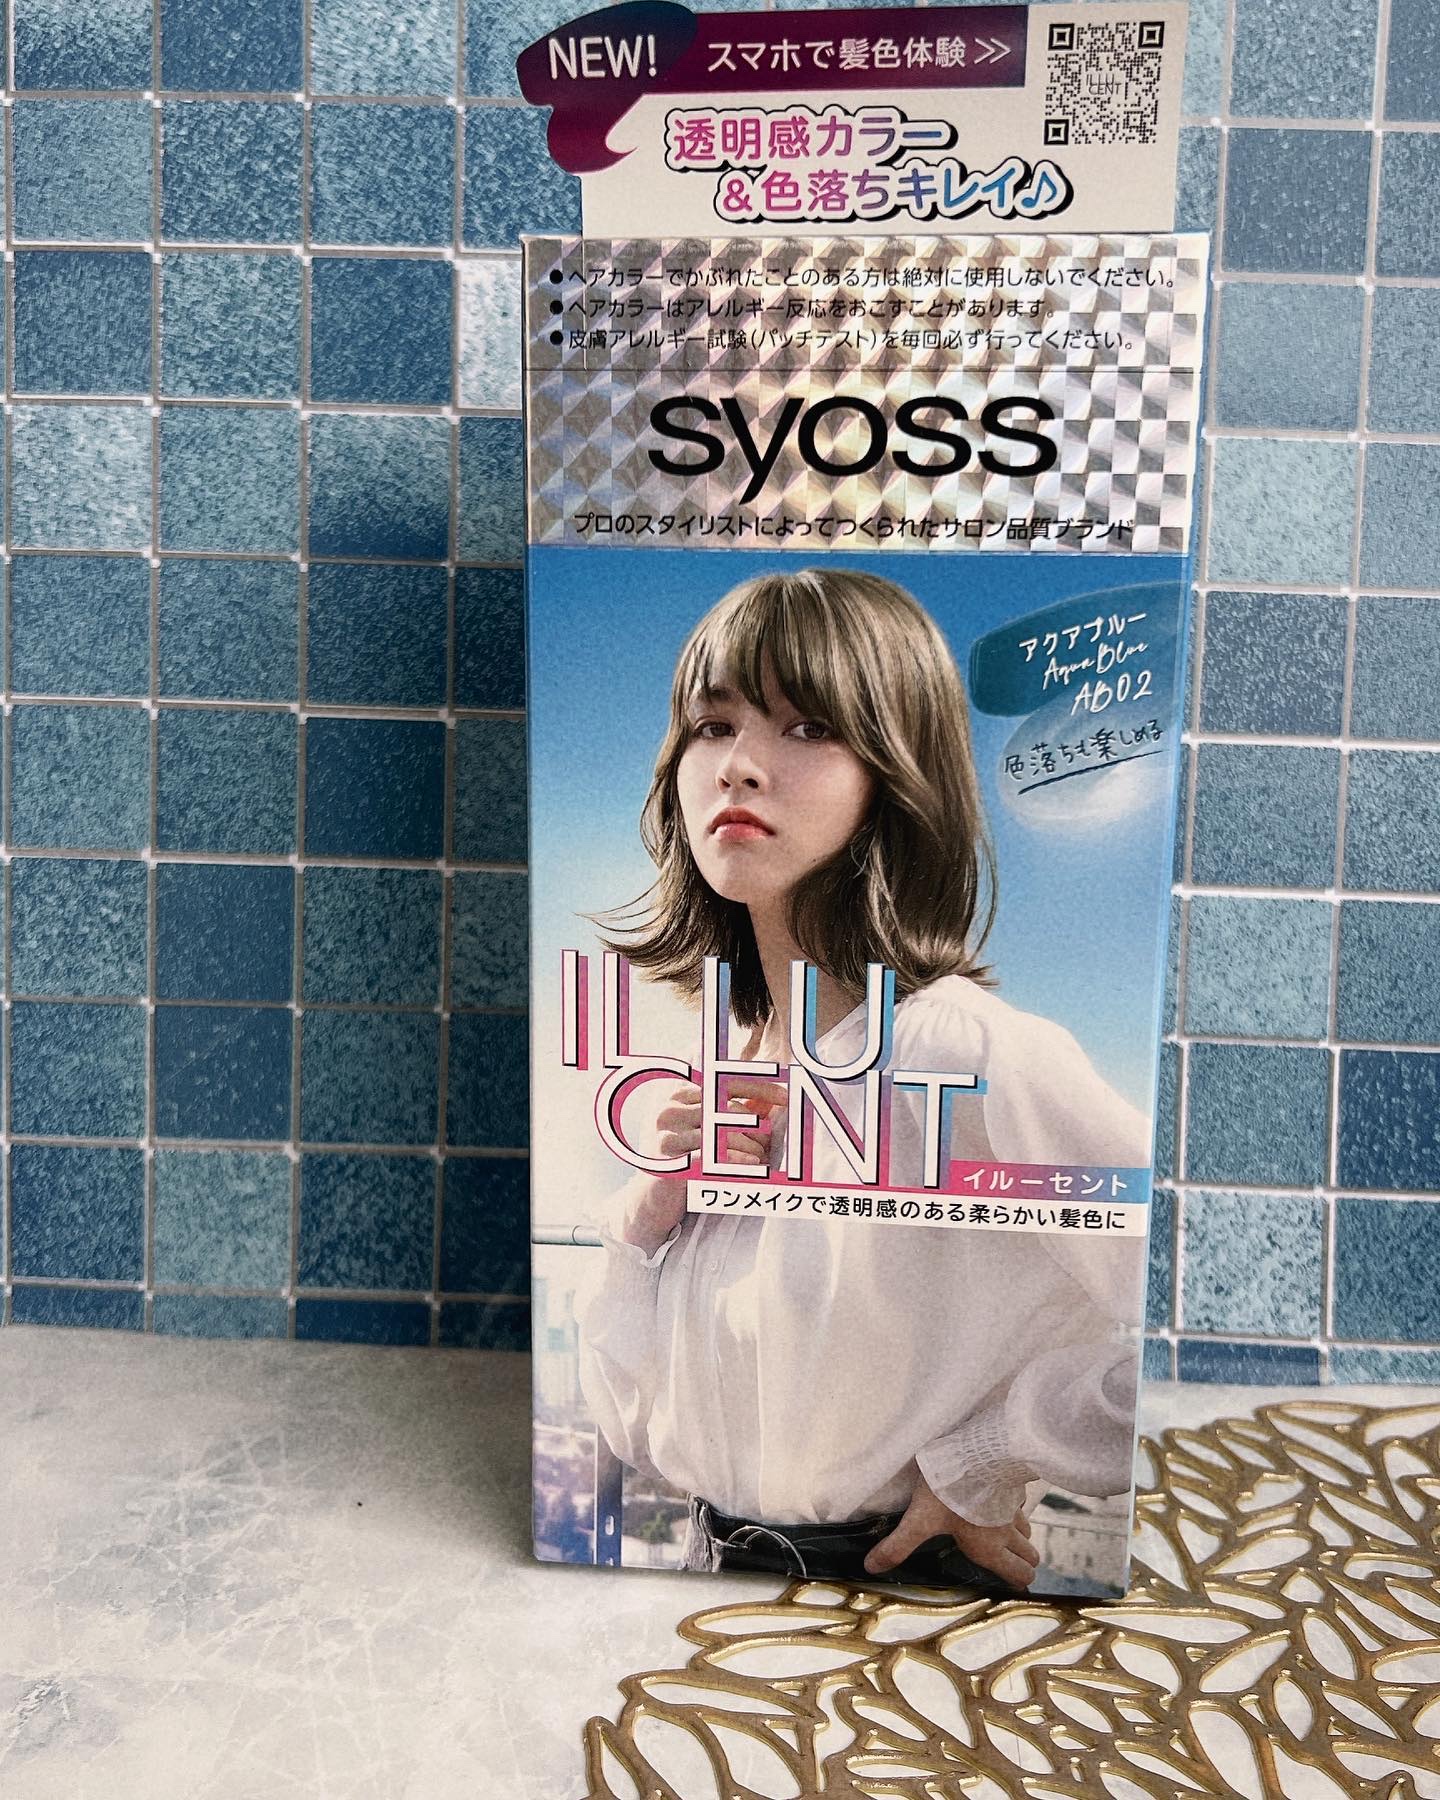 NEW!
スマホで髪色体験 >>
ILLU
CENT
透明感カラー
&色落ちキレイ♪
●ヘアカラーでかぶれたことのある方は絶対に使用しないでください。
●ヘアカラーはアレルギー反応をおこすことがあります。
●皮膚アレルギー試験(パッチテスト)を毎回必ず行ってください。
syoss
プロのスタイリストによってつくられたサロン品質ブランド
アクアブルー
Aqua Blue
AB02
色落ちも楽しめる
ILLU
CENT
イルーセント
ワンメイクで透明感のある柔らかい髪色に